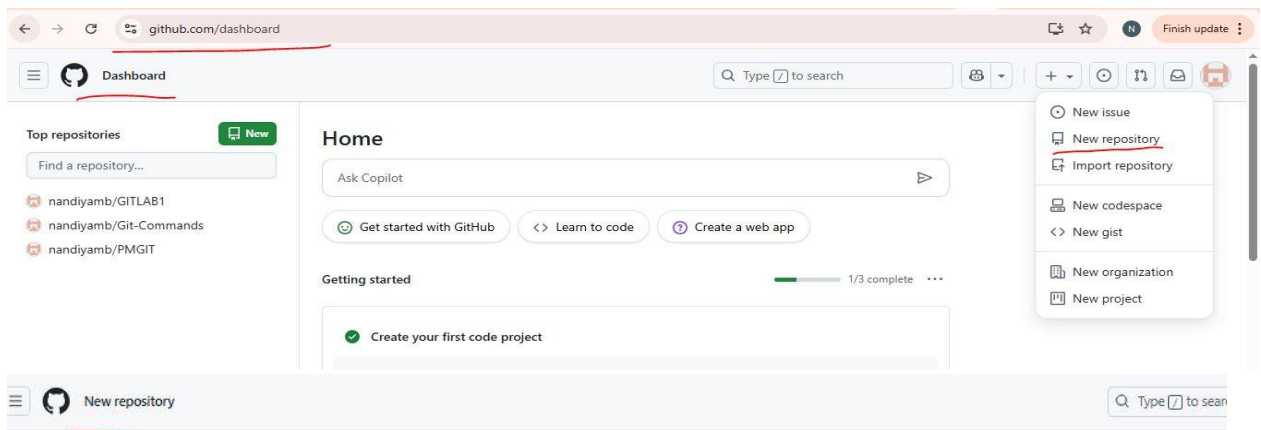 github.com/dashboard
N
Finish update
Dashboard
Type / to search
Top repositories
New
Find a repository...
nandiyamb/GITLAB1
nandiyamb/Git-Commands
nandiyamb/PMGIT
Home
Ask Copilot
Get started with GitHub
<> Learn to code
Create a web app
Getting started
1/3 complete
Create your first code project
New issue
New repository
Import repository
New codespace
<> New gist
New organization
New project
New repository
Type / to sear